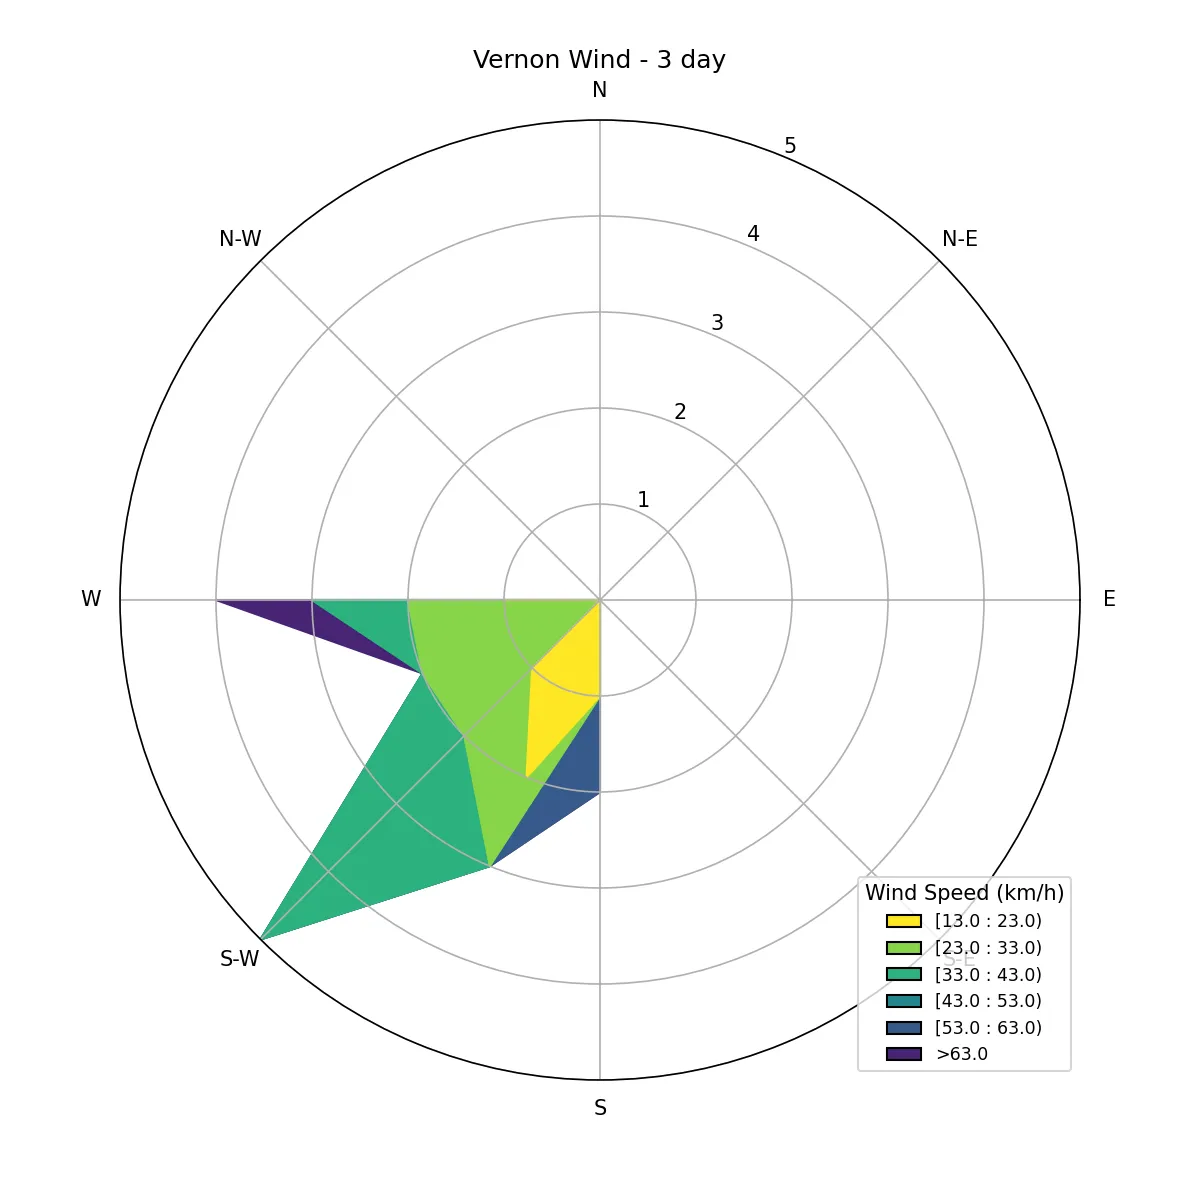 Vernon Wind - 3 day
N
5
N-W
N-E
4
3
2
1
W
E
S-W
S-E
Wind Speed (km/h)
[13.0 : 23.0)
[23.0 : 33.0)
[33.0 : 43.0)
[43.0 : 53.0)
[53.0 : 63.0)
>63.0
S